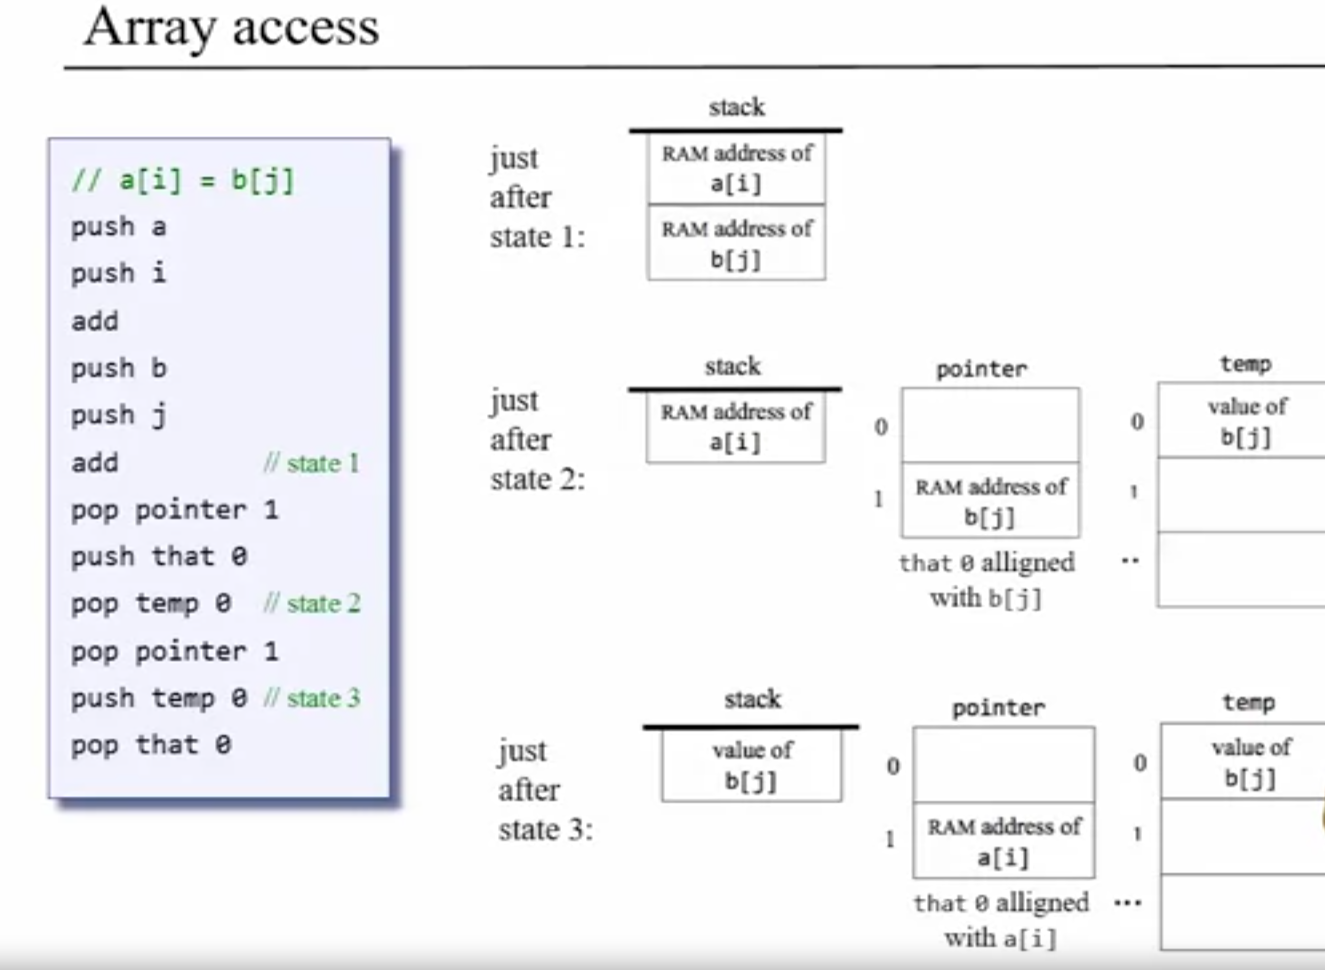 Array access
// a[i] = b[j]
push a
push i
add
push b
push j
add // state 1
pop pointer 1
push that 0
pop temp 0 // state 2
pop pointer 1
push temp 0 // state 3
pop that 0
just
after
state 1:
stack
RAM address of
a[i]
RAM address of
b[j]
just
after
state 2:
stack
RAM address of
a[i]
pointer
0
1
RAM address of
b[j]
that 0 alligned
with b[j]
temp
0
value of
b[j]
1
..
just
after
state 3:
stack
value of
b[j]
pointer
0
1
RAM address of
a[i]
that 0 alligned
with a[i]
temp
0
value of
b[j]
1
...